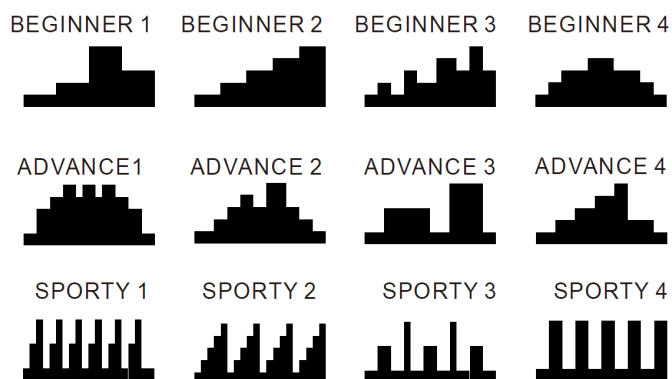 BEGINNER 1 BEGINNER 2 BEGINNER 3 BEGINNER 4
ADVANCE1 ADVANCE 2 ADVANCE 3 ADVANCE 4
SPORTY 1 SPORTY 2 SPORTY 3 SPORTY 4